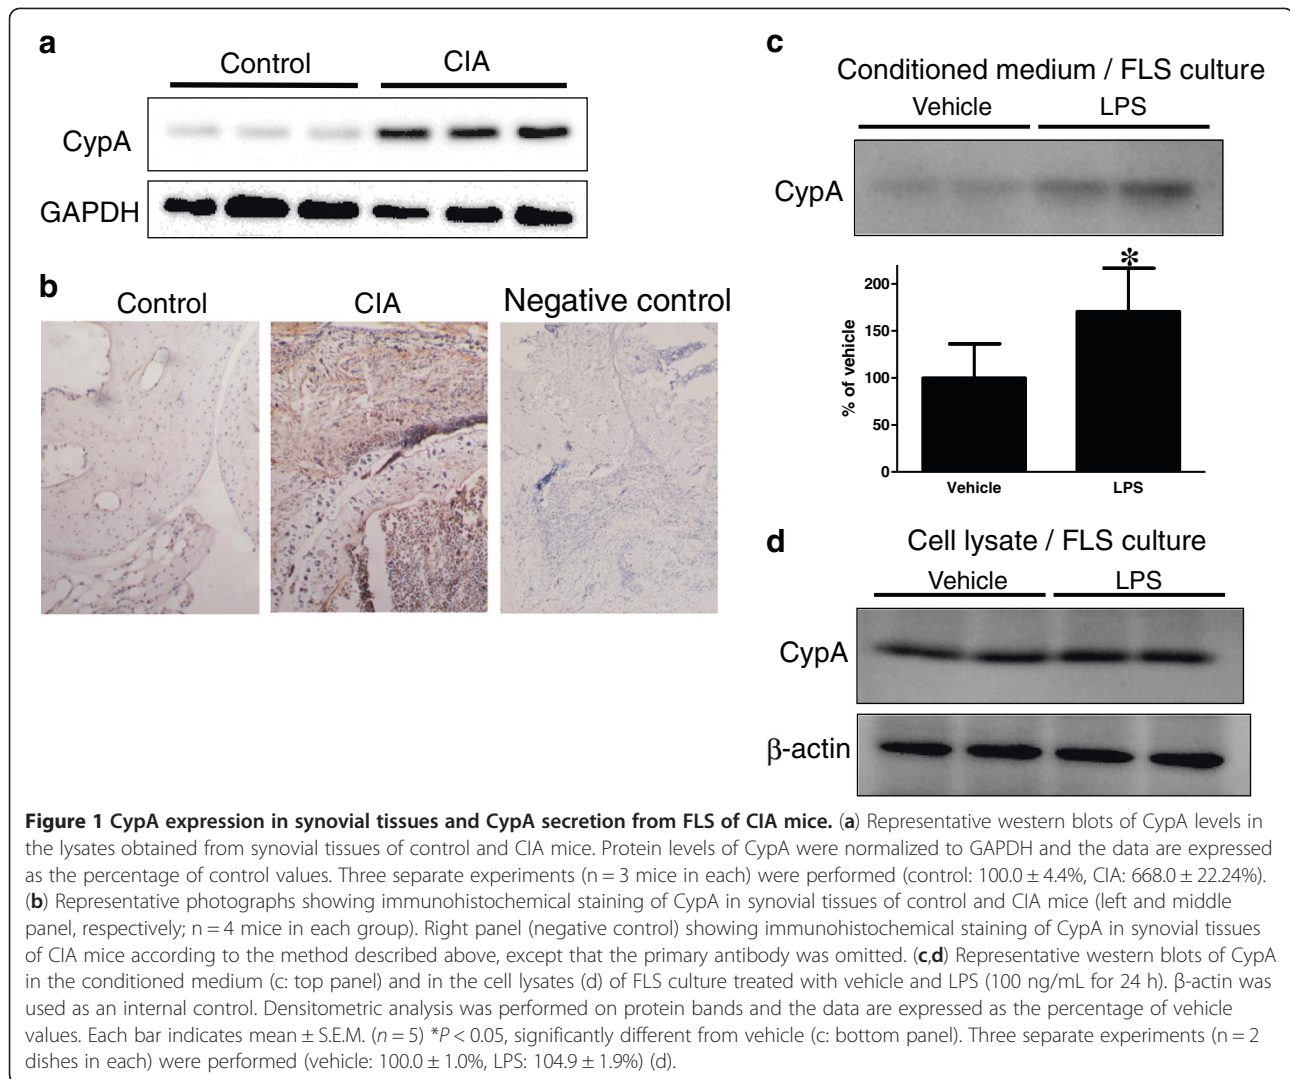 a
Control CIA
CypA
GAPDH
b
Control CIA Negative control
c
Conditioned medium / FLS culture
Vehicle LPS
CypA
% of vehicle
200
150
100
50
0
*
Vehicle LPS
d
Cell lysate / FLS culture
Vehicle LPS
CypA
β-actin
Figure 1 CypA expression in synovial tissues and CypA secretion from FLS of CIA mice. (a) Representative western blots of CypA levels in
the lysates obtained from synovial tissues of control and CIA mice. Protein levels of CypA were normalized to GAPDH and the data are expressed
as the percentage of control values. Three separate experiments (n = 3 mice in each) were performed (control: 100.0 ± 4.4%, CIA: 668.0 ± 22.24%).
(b) Representative photographs showing immunohistochemical staining of CypA in synovial tissues of control and CIA mice (left and middle
panel, respectively; n = 4 mice in each group). Right panel (negative control) showing immunohistochemical staining of CypA in synovial tissues
of CIA mice according to the method described above, except that the primary antibody was omitted. (c,d) Representative western blots of CypA
in the conditioned medium (c: top panel) and in the cell lysates (d) of FLS culture treated with vehicle and LPS (100 ng/mL for 24 h). β-actin was
used as an internal control. Densitometric analysis was performed on protein bands and the data are expressed as the percentage of vehicle
values. Each bar indicates mean ± S.E.M. (n = 5) *P < 0.05, significantly different from vehicle (c: bottom panel). Three separate experiments (n = 2
dishes in each) were performed (vehicle: 100.0 ± 1.0%, LPS: 104.9 ± 1.9%) (d).